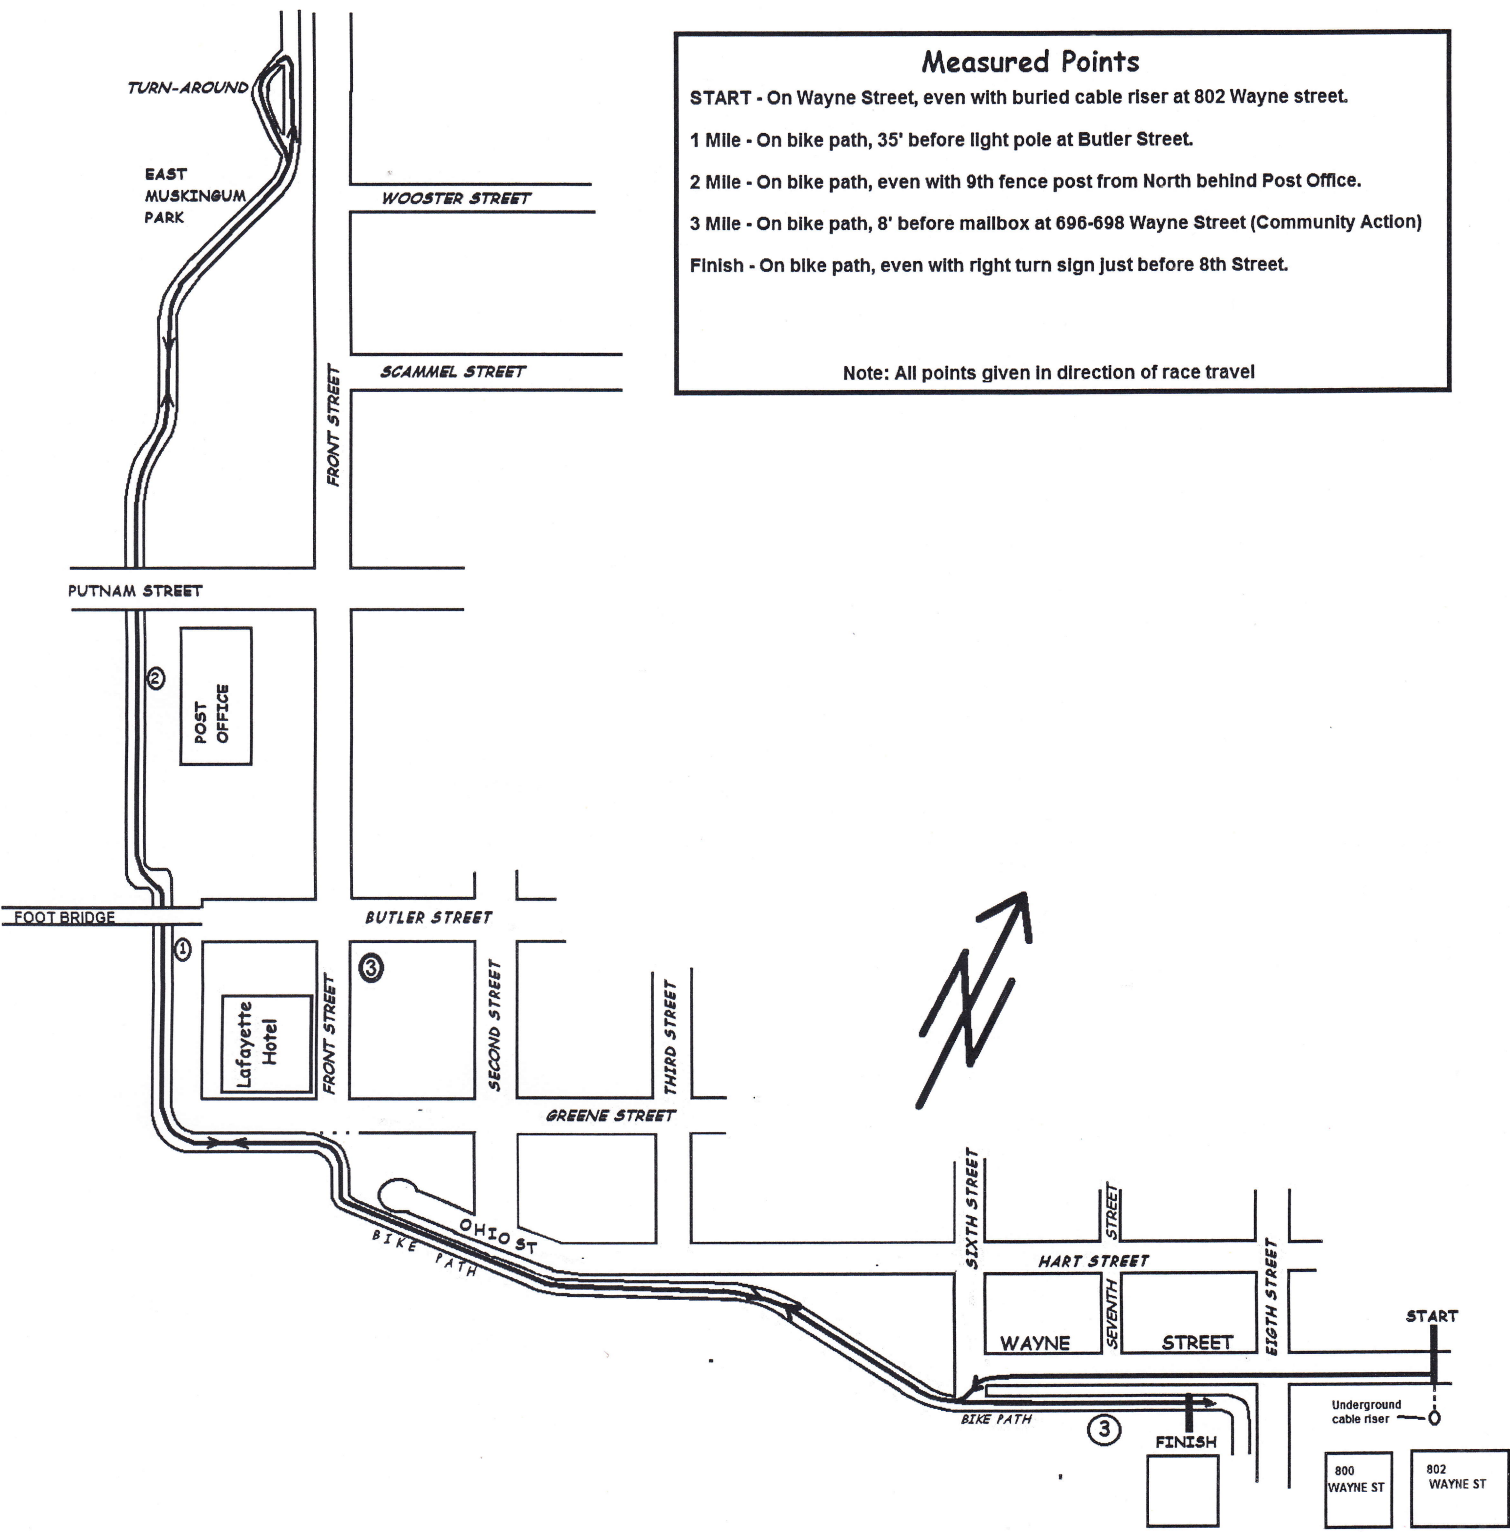 Measured Points
START - On Wayne Street, even with buried cable riser at 802 Wayne street.
1 Mile - On bike path, 35' before light pole at Butler Street.
2 Mile - On bike path, even with 9th fence post from North behind Post Office.
3 Mile - On bike path, 8' before mailbox at 696-698 Wayne Street (Community Action)
Finish - On bike path, even with right turn sign just before 8th Street.
Note: All points given in direction of race travel
TURN-AROUND
EAST
MUSKINGUM
PARK
WOOSTER STREET
SCAMMEL STREET
FRONT STREET
PUTNAM STREET
2
POST
OFFICE
FOOT BRIDGE
BUTLER STREET
1
3
Lafayette
Hotel
FRONT STREET
SECOND STREET
THIRD STREET
GREENE STREET
N
OHIO ST
BIKE PATH
SIXTH STREET
SEVENTH STREET
HART STREET
EIGTH STREET
WAYNE STREET
START
BIKE PATH
3
FINISH
Underground
cable riser
800
WAYNE ST
802
WAYNE ST